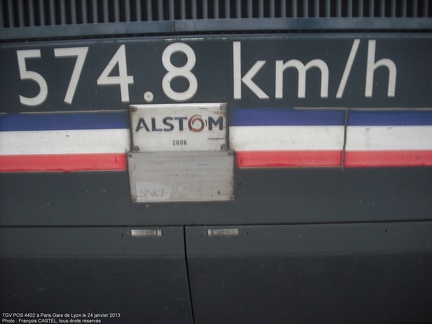 574.8 km/h
ALSTOM
2006
SNCF
TGV POS 4402 à Paris Gare de Lyon le 24 janvier 2013
Photo : François CASTEL, tous droits réservés